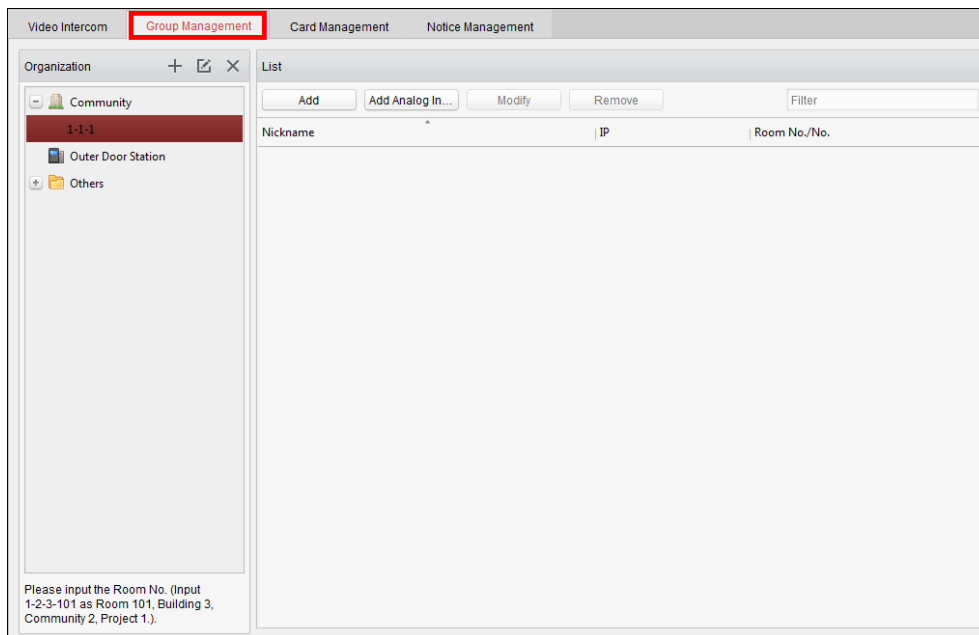 Video Intercom Group Management Card Management Notice Management
Organization List
Community
1-1-1
Outer Door Station
Others
Add Add Analog In... Modify Remove Filter
Nickname IP Room No./No.
Please input the Room No. (Input
1-2-3-101 as Room 101, Building 3,
Community 2, Project 1.).